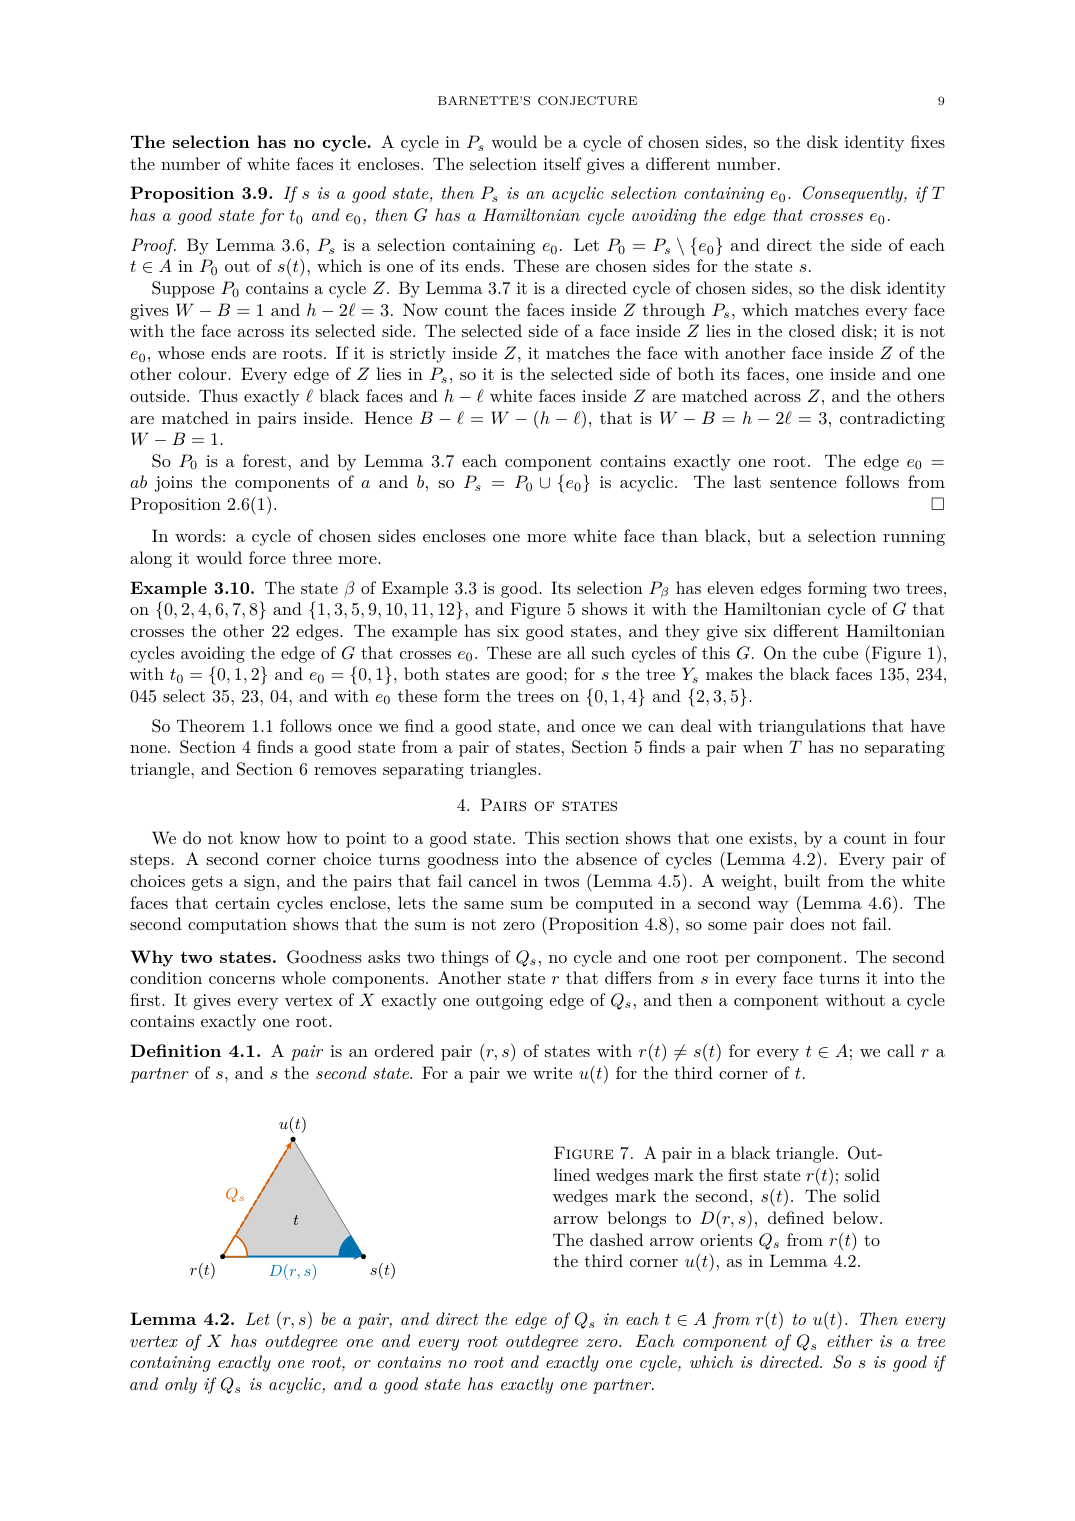 BARNETTE'S CONJECTURE 9
The selection has no cycle. A cycle in P_s would be a cycle of chosen sides, so the disk identity fixes
the number of white faces it encloses. The selection itself gives a different number.
Proposition 3.9. If s is a good state, then P_s is an acyclic selection containing e_0. Consequently, if T
has a good state for t_0 and e_0, then G has a Hamiltonian cycle avoiding the edge that crosses e_0.
Proof. By Lemma 3.6, P_s is a selection containing e_0. Let P_0 = P_s \ {e_0} and direct the side of each
t ∈ A in P_0 out of s(t), which is one of its ends. These are chosen sides for the state s.
Suppose P_0 contains a cycle Z. By Lemma 3.7 it is a directed cycle of chosen sides, so the disk identity
gives W − B = 1 and h − 2ℓ = 3. Now count the faces inside Z through P_s, which matches every face
with the face across its selected side. The selected side of a face inside Z lies in the closed disk; it is not
e_0, whose ends are roots. If it is strictly inside Z, it matches the face with another face inside Z of the
other colour. Every edge of Z lies in P_s, so it is the selected side of both its faces, one inside and one
outside. Thus exactly ℓ black faces and h − ℓ white faces inside Z are matched across Z, and the others
are matched in pairs inside. Hence B − ℓ = W − (h − ℓ), that is W − B = h − 2ℓ = 3, contradicting
W − B = 1.
So P_0 is a forest, and by Lemma 3.7 each component contains exactly one root. The edge e_0 =
ab joins the components of a and b, so P_s = P_0 ∪ {e_0} is acyclic. The last sentence follows from
Proposition 2.6(1). □
In words: a cycle of chosen sides encloses one more white face than black, but a selection running
along it would force three more.
Example 3.10. The state β of Example 3.3 is good. Its selection P_β has eleven edges forming two trees,
on {0, 2, 4, 6, 7, 8} and {1, 3, 5, 9, 10, 11, 12}, and Figure 5 shows it with the Hamiltonian cycle of G that
crosses the other 22 edges. The example has six good states, and they give six different Hamiltonian
cycles avoiding the edge of G that crosses e_0. These are all such cycles of this G. On the cube (Figure 1),
with t_0 = {0, 1, 2} and e_0 = {0, 1}, both states are good; for s the tree Y_s makes the black faces 135, 234,
045 select 35, 23, 04, and with e_0 these form the trees on {0, 1, 4} and {2, 3, 5}.
So Theorem 1.1 follows once we find a good state, and once we can deal with triangulations that have
none. Section 4 finds a good state from a pair of states, Section 5 finds a pair when T has no separating
triangle, and Section 6 removes separating triangles.
4. PAIRS OF STATES
We do not know how to point to a good state. This section shows that one exists, by a count in four
steps. A second corner choice turns goodness into the absence of cycles (Lemma 4.2). Every pair of
choices gets a sign, and the pairs that fail cancel in twos (Lemma 4.5). A weight, built from the white
faces that certain cycles enclose, lets the same sum be computed in a second way (Lemma 4.6). The
second computation shows that the sum is not zero (Proposition 4.8), so some pair does not fail.
Why two states. Goodness asks two things of Q_s, no cycle and one root per component. The second
condition concerns whole components. Another state r that differs from s in every face turns it into the
first. It gives every vertex of X exactly one outgoing edge of Q_s, and then a component without a cycle
contains exactly one root.
Definition 4.1. A pair is an ordered pair (r, s) of states with r(t) ≠ s(t) for every t ∈ A; we call r a
partner of s, and s the second state. For a pair we write u(t) for the third corner of t.
u(t)
Q_s
t
r(t)
D(r, s)
s(t)
FIGURE 7. A pair in a black triangle. Out-
lined wedges mark the first state r(t); solid
wedges mark the second, s(t). The solid
arrow belongs to D(r, s), defined below.
The dashed arrow orients Q_s from r(t) to
the third corner u(t), as in Lemma 4.2.
Lemma 4.2. Let (r, s) be a pair, and direct the edge of Q_s in each t ∈ A from r(t) to u(t). Then every
vertex of X has outdegree one and every root outdegree zero. Each component of Q_s either is a tree
containing exactly one root, or contains no root and exactly one cycle, which is directed. So s is good if
and only if Q_s is acyclic, and a good state has exactly one partner.